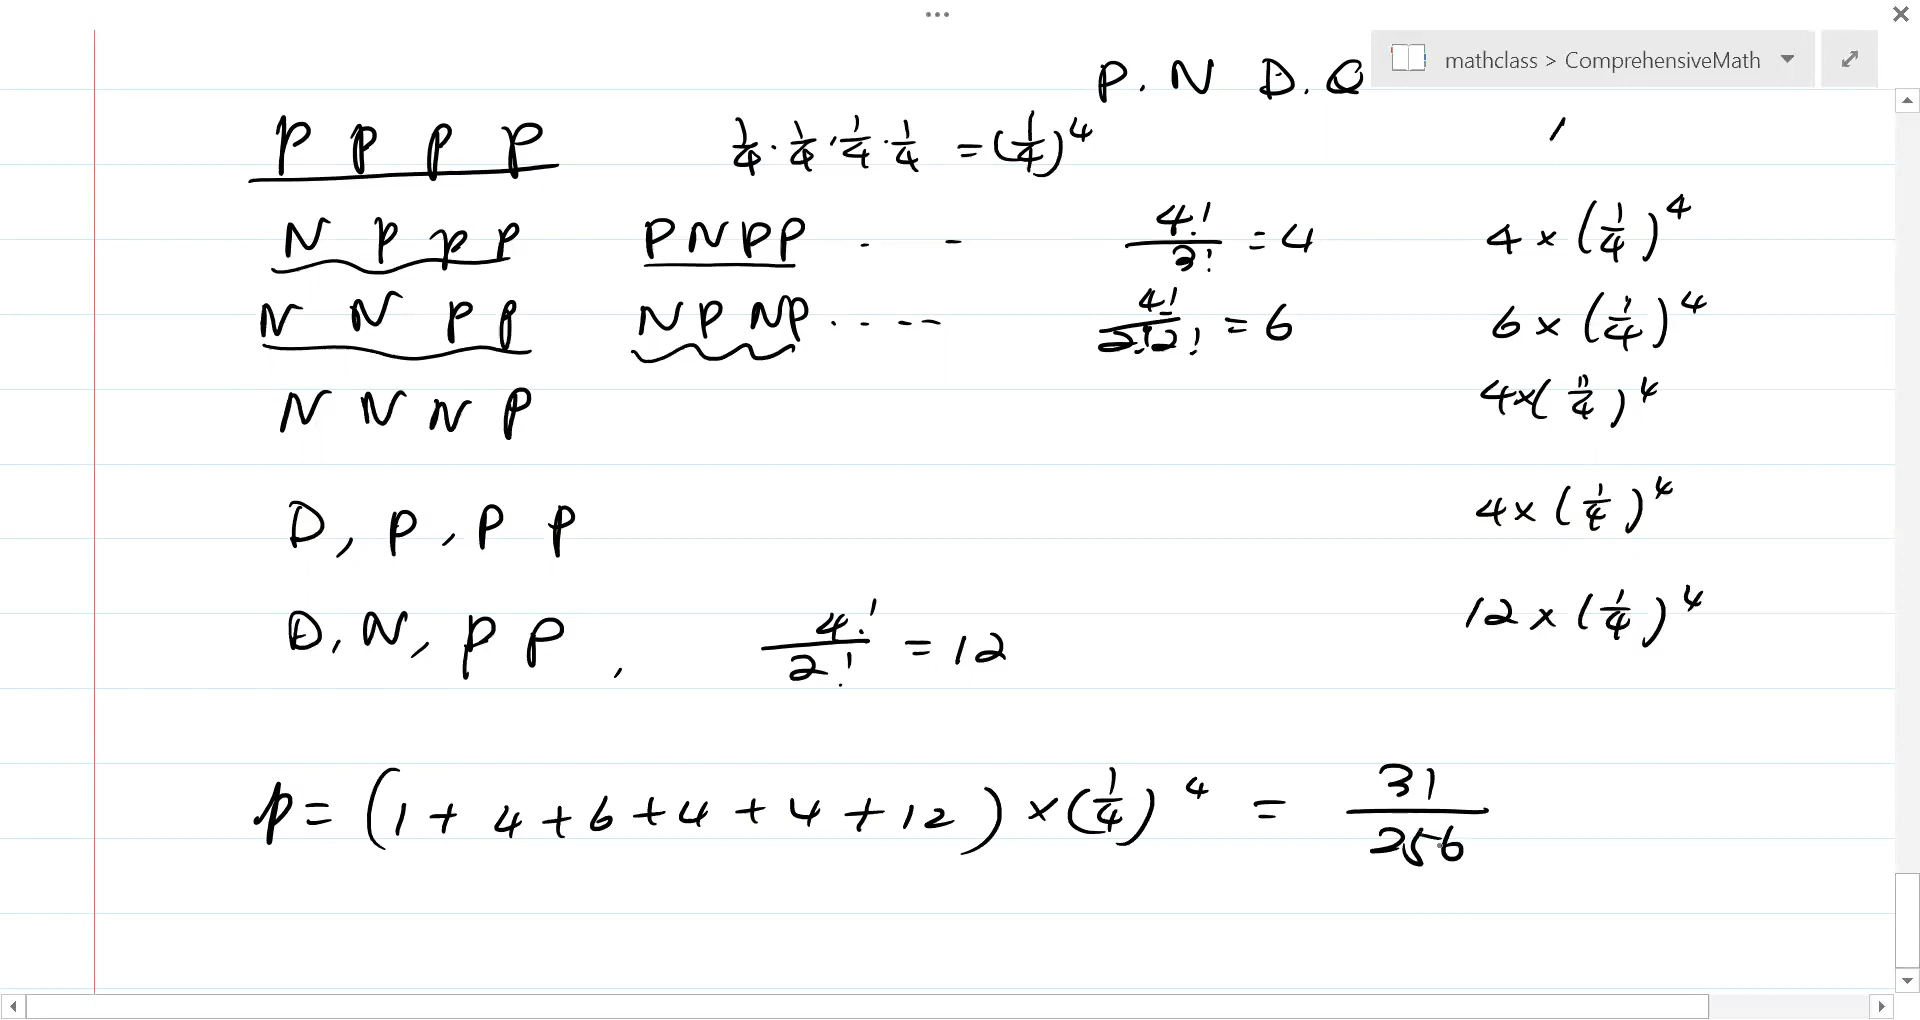 mathclass > ComprehensiveMath
P. N D. Q
P P P P 1/4 · 1/4 · 1/4 · 1/4 = (1/4)^4
N P P P PNPP . - 4!/3! = 4 4 × (1/4)^4
N N P P NPNP ..-- 4!/2!2! = 6 6 × (1/4)^4
N N N P 4×(1/4)^4
D, P, P P 4 × (1/4)^4
D, N, P P, 4!/2! = 12 12 × (1/4)^4
P = (1 + 4 + 6 + 4 + 4 + 12) × (1/4)^4 = 31/256